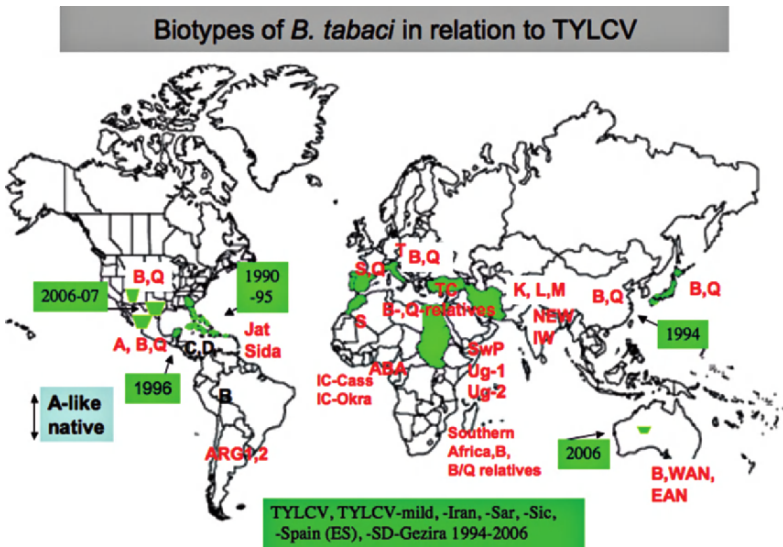 Biotypes of B. tabaci in relation to TYLCV
B,Q
1990
-95
2006-07
A, B,Q
Jat
Sida
C,D
1996
A-like
native
B
ARG1,2
S,Q
T
B,Q
TC
B-,Q-relatives
S
ABA
IC-Cass
IC-Okra
SwP
Ug-1
Ug-2
Southern
Africa,B,
B/Q relatives
K, L,M
NEW
IW
B,Q
B,Q
1994
2006
B,WAN,
EAN
TYLCV, TYLCV-mild, -Iran, -Sar, -Sic,
-Spain (ES), -SD-Gezira 1994-2006